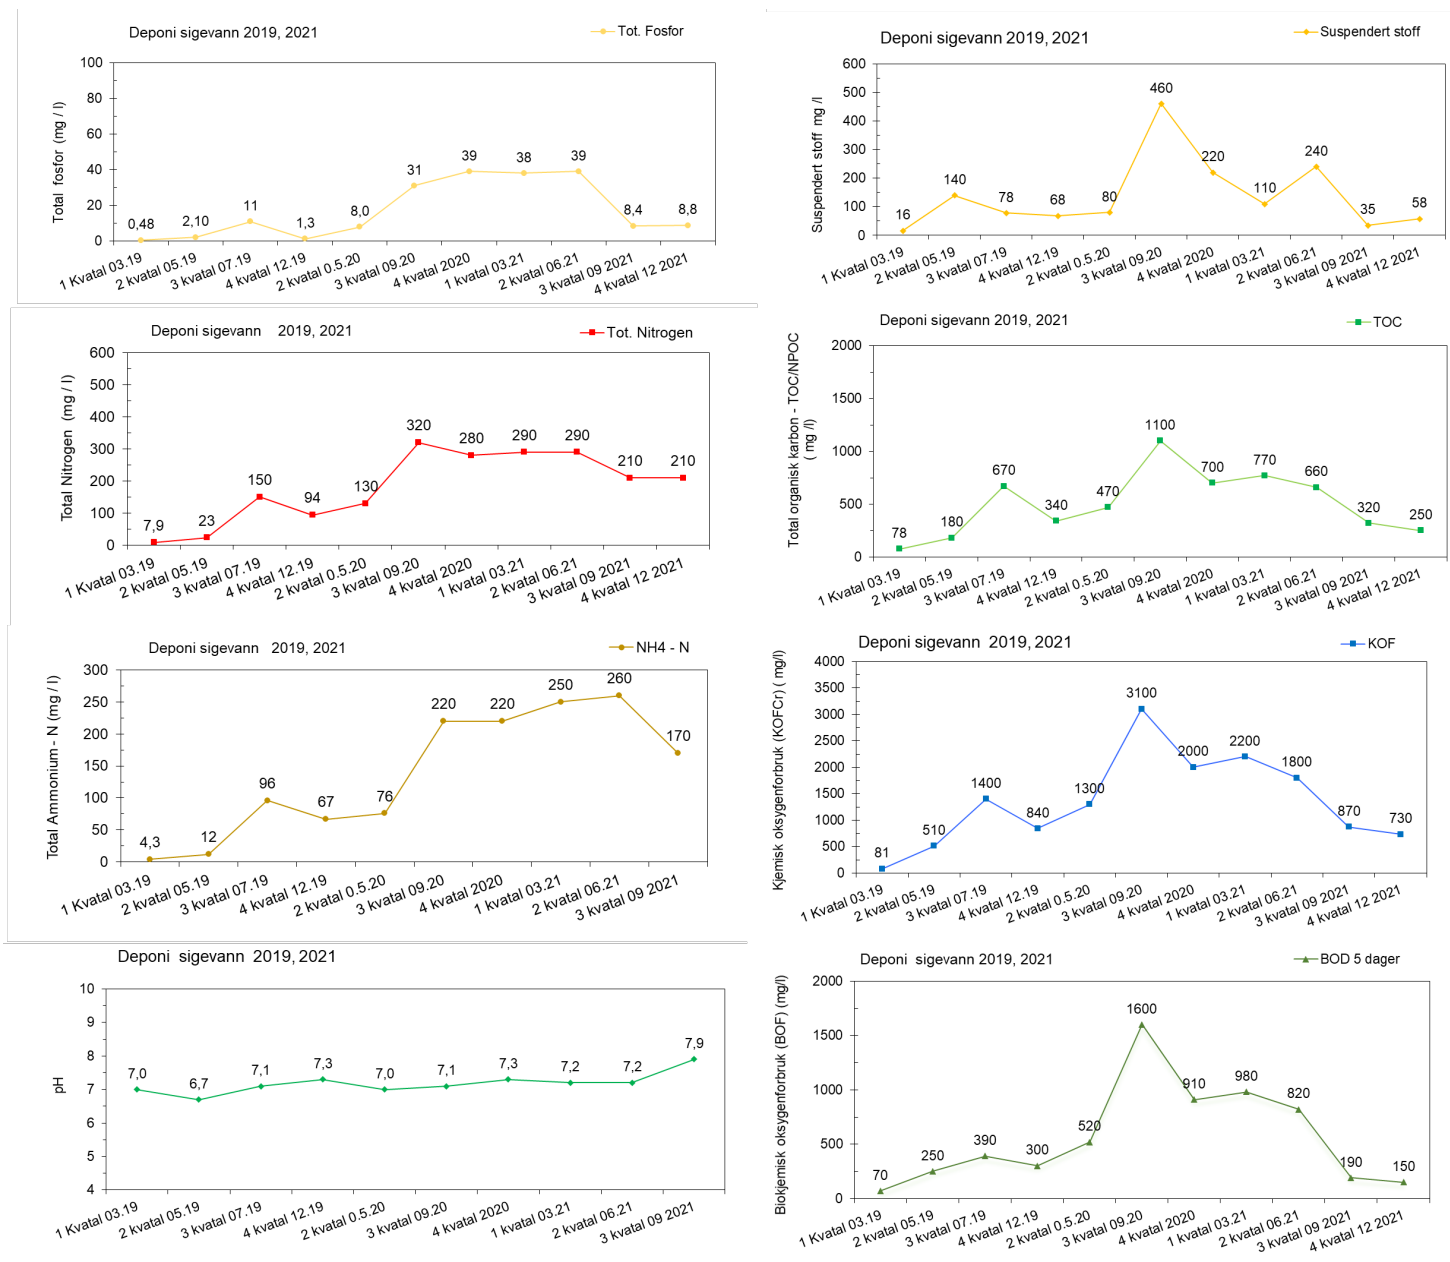 Deponi sigevann 2019, 2021
Tot. Fosfor
Total fosfor (mg / l)
100
80
60
40
20
0
0,48
2,10
11
1,3
8,0
31
39
38
39
8,4
8,8
1 Kvatal 03.19
2 kvatal 05.19
3 kvatal 07.19
4 kvatal 12.19
2 kvatal 0.5.20
3 kvatal 09.20
4 kvatal 2020
1 kvatal 03.21
2 kvatal 06.21
3 kvatal 09 2021
4 kvatal 12 2021
Deponi sigevann 2019, 2021
Suspendert stoff
Suspendert stoff mg /l
600
500
400
300
200
100
0
16
140
78
68
80
460
220
110
240
35
58
1 Kvatal 03.19
2 kvatal 05.19
3 kvatal 07.19
4 kvatal 12.19
2 kvatal 0.5.20
3 kvatal 09.20
4 kvatal 2020
1 kvatal 03.21
2 kvatal 06.21
3 kvatal 09 2021
4 kvatal 12 2021
Deponi sigevann 2019, 2021
Tot. Nitrogen
Total Nitrogen (mg / l)
600
500
400
300
200
100
0
7,9
23
150
94
130
320
280
290
290
210
210
1 Kvatal 03.19
2 kvatal 05.19
3 kvatal 07.19
4 kvatal 12.19
2 kvatal 0.5.20
3 kvatal 09.20
4 kvatal 2020
1 kvatal 03.21
2 kvatal 06.21
3 kvatal 09 2021
4 kvatal 12 2021
Deponi sigevann 2019, 2021
TOC
Total organisk karbon - TOC/NPOC
( mg /l)
2000
1500
1000
500
0
78
180
670
340
470
1100
700
770
660
320
250
1 Kvatal 03.19
2 kvatal 05.19
3 kvatal 07.19
4 kvatal 12.19
2 kvatal 0.5.20
3 kvatal 09.20
4 kvatal 2020
1 kvatal 03.21
2 kvatal 06.21
3 kvatal 09 2021
4 kvatal 12 2021
Deponi sigevann 2019, 2021
NH4 - N
Total Ammonium - N (mg / l)
300
250
200
150
100
50
0
4,3
12
96
67
76
220
220
250
260
170
1 Kvatal 03.19
2 kvatal 05.19
3 kvatal 07.19
4 kvatal 12.19
2 kvatal 0.5.20
3 kvatal 09.20
4 kvatal 2020
1 kvatal 03.21
2 kvatal 06.21
3 kvatal 09 2021
Deponi sigevann 2019, 2021
KOF
Kjemisk oksygenforbruk (KOFCr) ( mg/l)
4000
3500
3000
2500
2000
1500
1000
500
0
81
510
1400
840
1300
3100
2000
2200
1800
870
730
1 Kvatal 03.19
2 kvatal 05.19
3 kvatal 07.19
4 kvatal 12.19
2 kvatal 0.5.20
3 kvatal 09.20
4 kvatal 2020
1 kvatal 03.21
2 kvatal 06.21
3 kvatal 09 2021
4 kvatal 12 2021
Deponi sigevann 2019, 2021
pH
10
9
8
7
6
5
4
7,0
6,7
7,1
7,3
7,0
7,1
7,3
7,2
7,2
7,9
1 Kvatal 03.19
2 kvatal 05.19
3 kvatal 07.19
4 kvatal 12.19
2 kvatal 0.5.20
3 kvatal 09.20
4 kvatal 2020
1 kvatal 03.21
2 kvatal 06.21
3 kvatal 09 2021
Deponi sigevann 2019, 2021
BOD 5 dager
Biokjemisk oksygenforbruk (BOF) (mg/l)
2000
1500
1000
500
0
70
250
390
300
520
1600
910
980
820
190
150
1 Kvatal 03.19
2 kvatal 05.19
3 kvatal 07.19
4 kvatal 12.19
2 kvatal 0.5.20
3 kvatal 09.20
4 kvatal 2020
1 kvatal 03.21
2 kvatal 06.21
3 kvatal 09 2021
4 kvatal 12 2021